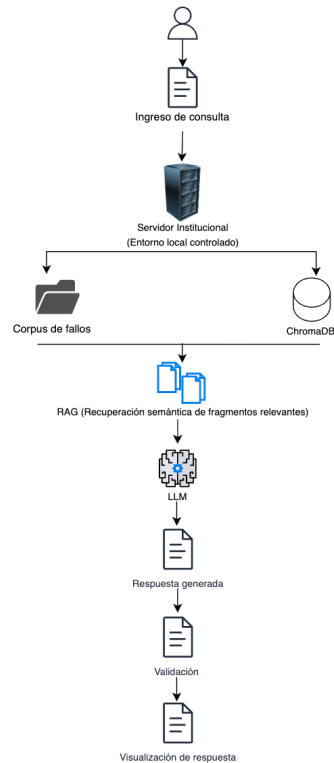 Ingreso de consulta
Servidor Institucional
(Entorno local controlado)
Corpus de fallos
ChromaDB
RAG (Recuperación semántica de fragmentos relevantes)
LLM
Respuesta generada
Validación
Visualización de respuesta